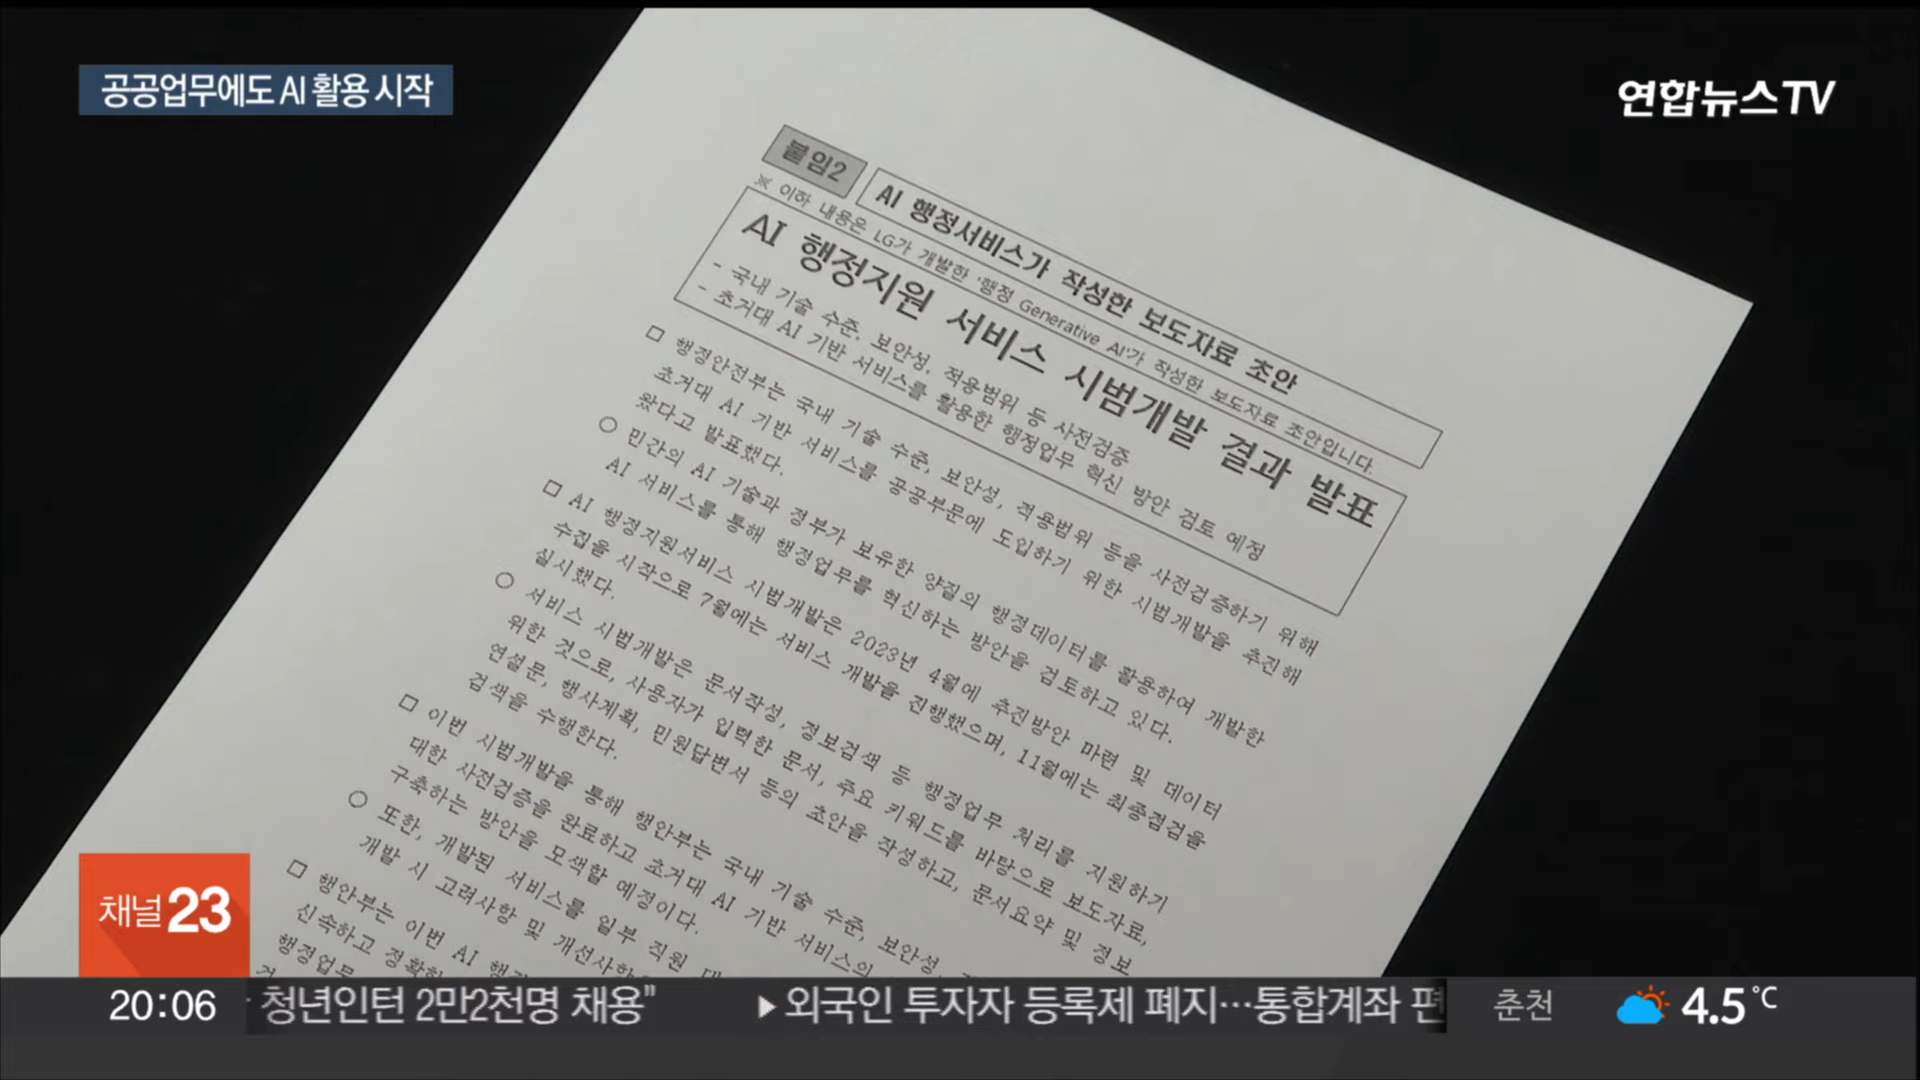 공공업무에도 AI 활용 시작
연합뉴스TV
붙임2
AI 행정서비스가 작성한 보도자료 초안
※ 이하 내용은 LG가 개발한 '행정 Generative AI'가 작성한 보도자료 초안입니다.
AI 행정지원 서비스 시범개발 결과 발표
- 국내 기술 수준, 보안성, 적용범위 등 사전검증
- 초거대 AI 기반 서비스를 활용한 행정업무 혁신 방안 검토 예정
□ 행정안전부는 국내 기술 수준, 보안성, 적용범위 등을 사전검증하기 위해
초거대 AI 기반 서비스를 공공부문에 도입하기 위한 시범개발을 추진해
왔다고 발표했다.
○ 민간의 AI 기술과 정부가 보유한 양질의 행정데이터를 활용하여 개발한
AI 서비스를 통해 행정업무를 혁신하는 방안을 검토하고 있다.
□ AI 행정지원서비스 시범개발은 2023년 4월에 추진방안 마련 및 데이터
수집을 시작으로 7월에는 서비스 개발을 진행했으며, 11월에는 최종점검을
실시했다.
○ 서비스 시범개발은 문서작성, 정보검색 등 행정업무 처리를 지원하기
위한 것으로, 사용자가 입력한 문서, 주요 키워드를 바탕으로 보도자료,
연설문, 행사계획, 민원답변서 등의 초안을 작성하고, 문서요약 및 정보
검색을 수행한다.
□ 이번 시범개발을 통해 행안부는 국내 기술 수준, 보안성,
대한 사전검증을 완료하고 초거대 AI 기반 서비스의
구축하는 방안을 모색할 예정이다.
○ 또한, 개발된 서비스를 일부 직원
개발 시 고려사항 및 개선사항
□ 행안부는 이번 AI
신속하고 정확하
행정업무
채널23
20:06
청년인턴 2만2천명 채용” ▶외국인 투자자 등록제 폐지…통합계좌 편
춘천 4.5℃